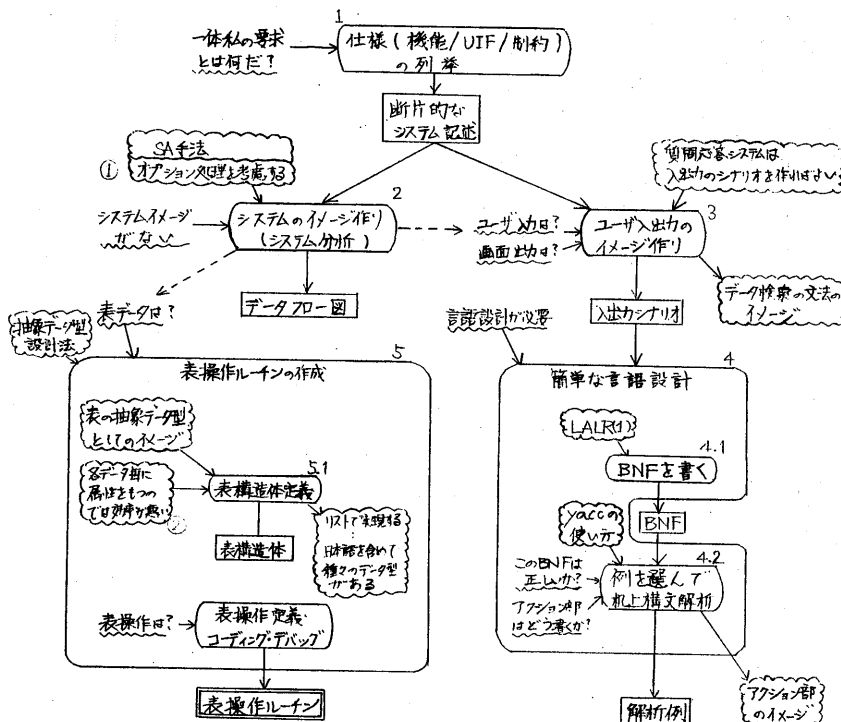 1
一体私の要求
とは何だ?
仕様(機能/UIF/制約)
の列挙
断片的な
システム記述
SA手法
① オプション処理を考慮する
質問応答システムは
入出力のシナリオを作ればよい
2
システムイメージ
がない
システムのイメージ作り
(システム分析)
ユーザ入力は?
画面出力は?
3
ユーザ入出力の
イメージ作り
表データは?
データフロー図
言語設計が必要
入出力シナリオ
データ検索の文法の
イメージ
抽象データ型
設計法
5
表操作ルーチンの作成
表の抽象データ型
としてのイメージ
各データ毎に
属性をもつの
では効率が悪い
②
5.1
表構造体定義
表構造体
リストで実現する
:
日本語を含めて
種々のデータ型
がある
表操作は?
表操作定義
コーディング・デバッグ
表操作ルーチン
4
簡単な言語設計
LALR(1)
4.1
BNFを書く
BNF
yaccの
使い方
4.2
このBNFは
正しいか?
アクション部
はどう書くか?
例を選んで
机上構文解析
解析例
アクション部
のイメージ